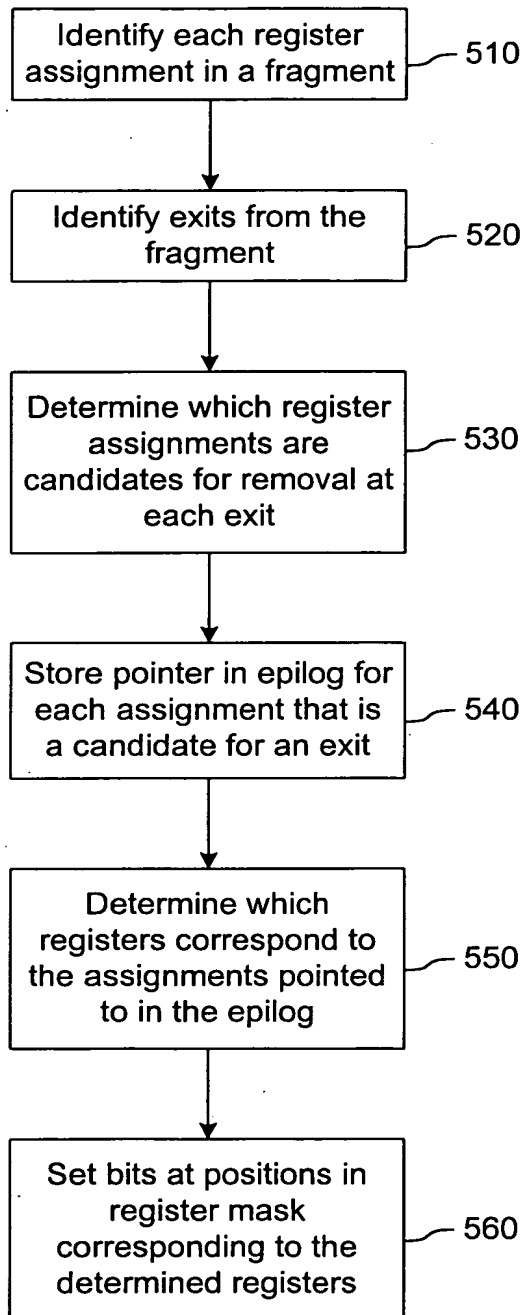 Identify each register
assignment in a fragment
510
Identify exits from the
fragment
520
Determine which register
assignments are
candidates for removal at
each exit
530
Store pointer in epilog for
each assignment that is
a candidate for an exit
540
Determine which
registers correspond to
the assignments pointed
to in the epilog
550
Set bits at positions in
register mask
corresponding to the
determined registers
560